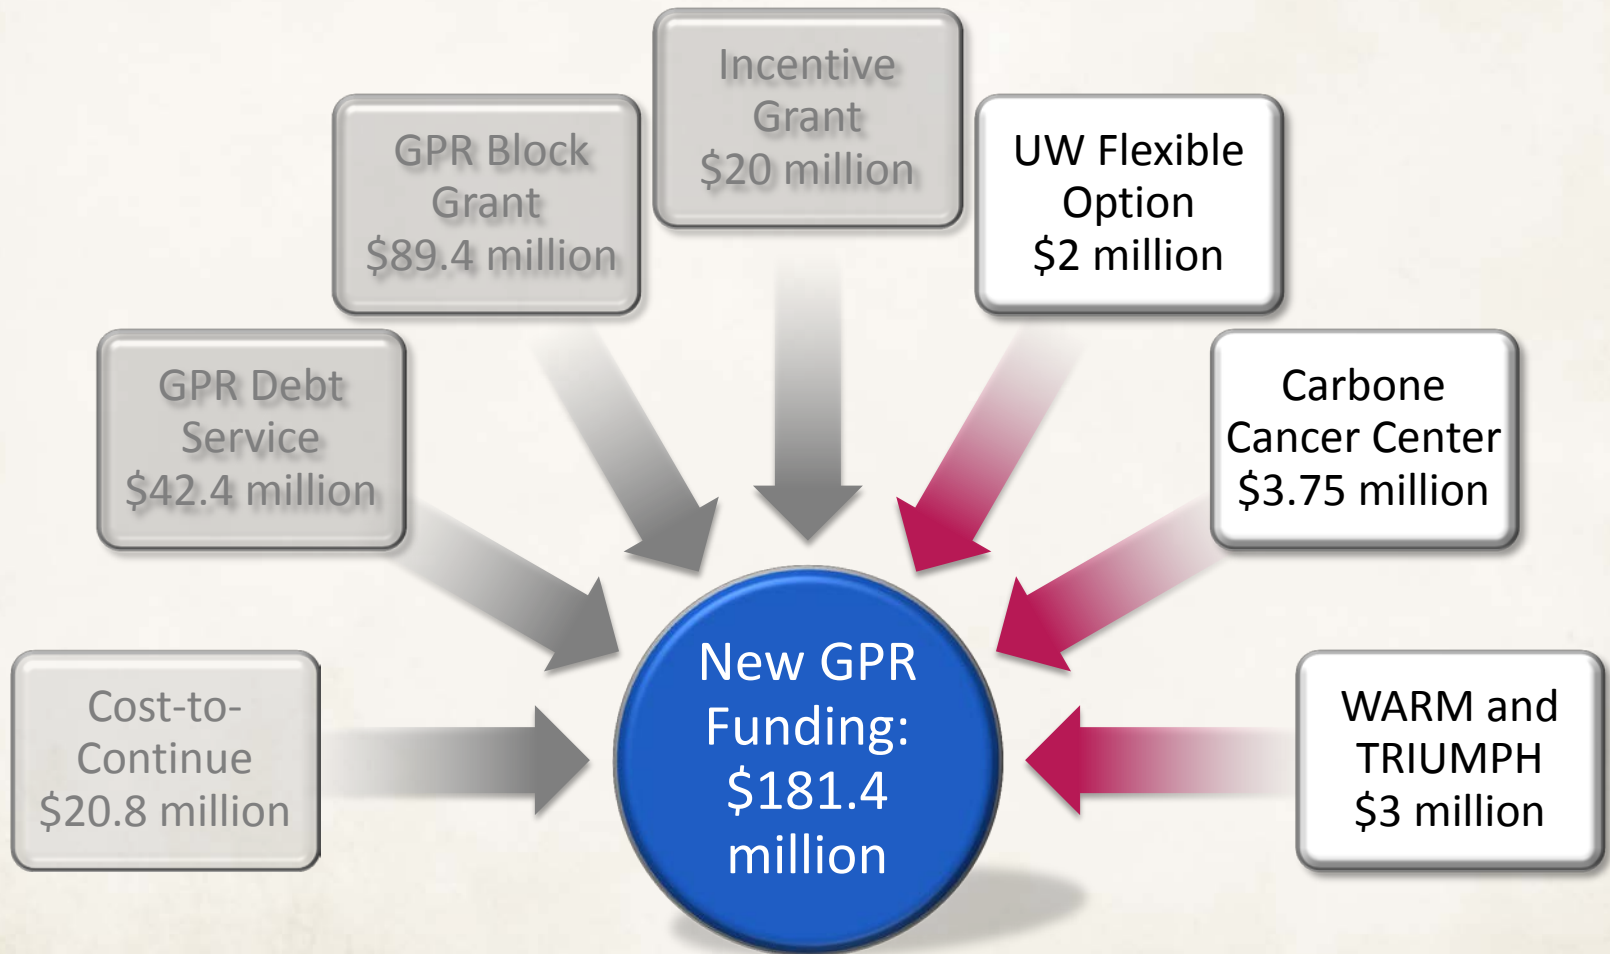 Cost-to-
Continue
$20.8 million
GPR Debt
Service
$42.4 million
GPR Block
Grant
$89.4 million
Incentive
Grant
$20 million
UW Flexible
Option
$2 million
Carbone
Cancer Center
$3.75 million
WARM and
TRIUMPH
$3 million
New GPR
Funding:
$181.4
million